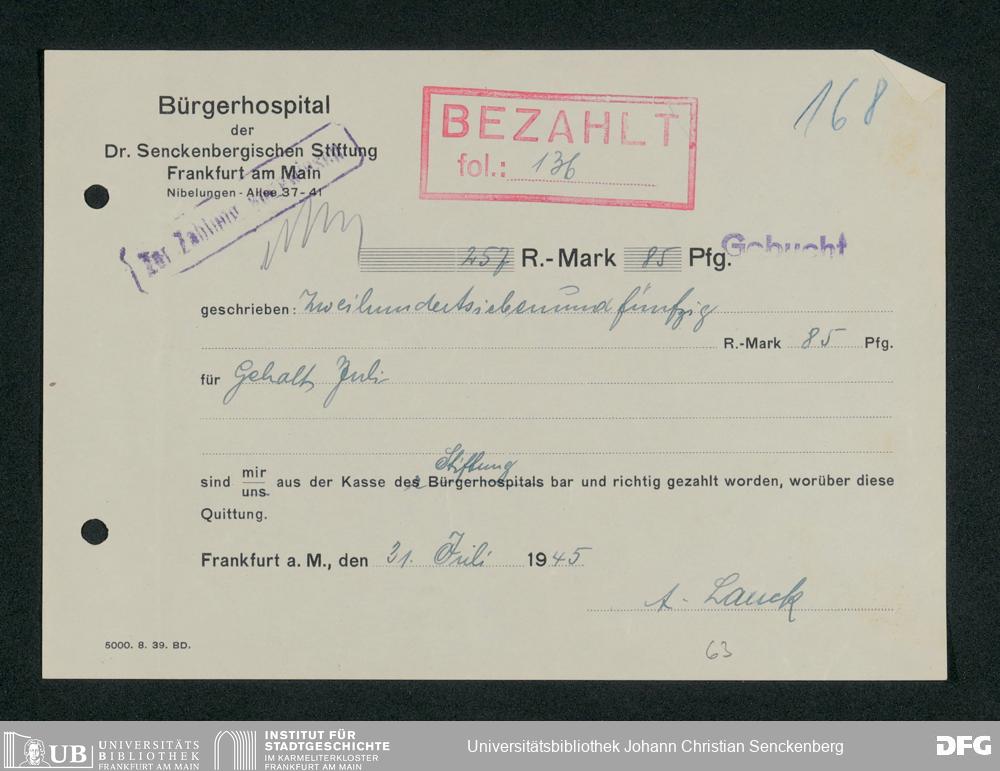 Bürgerhospital
der
Dr. Senckenbergischen Stiftung
Frankfurt am Main
Nibelungen-Allee 37-41
Zur Zahlung angewiesen
BEZAHLT
fol.: 136
168
257 R.-Mark 85 Pfg.
Gebucht
geschrieben: Zweihundertsiebenundfünfzig
R.-Mark 85 Pfg.
für Gehalt Juli
Stiftung
sind mir uns aus der Kasse des Bürgerhospitals bar und richtig gezahlt worden, worüber diese
Quittung.
Frankfurt a. M., den 31. Juli 1945
A. Lauck
63
5000. 8. 39. BD.
UB UNIVERSITÄTS
BIBLIOTHEK
FRANKFURT AM MAIN
INSTITUT FÜR
STADTGESCHICHTE
IM KARMELITERKLOSTER
FRANKFURT AM MAIN
Universitätsbibliothek Johann Christian Senckenberg
DFG